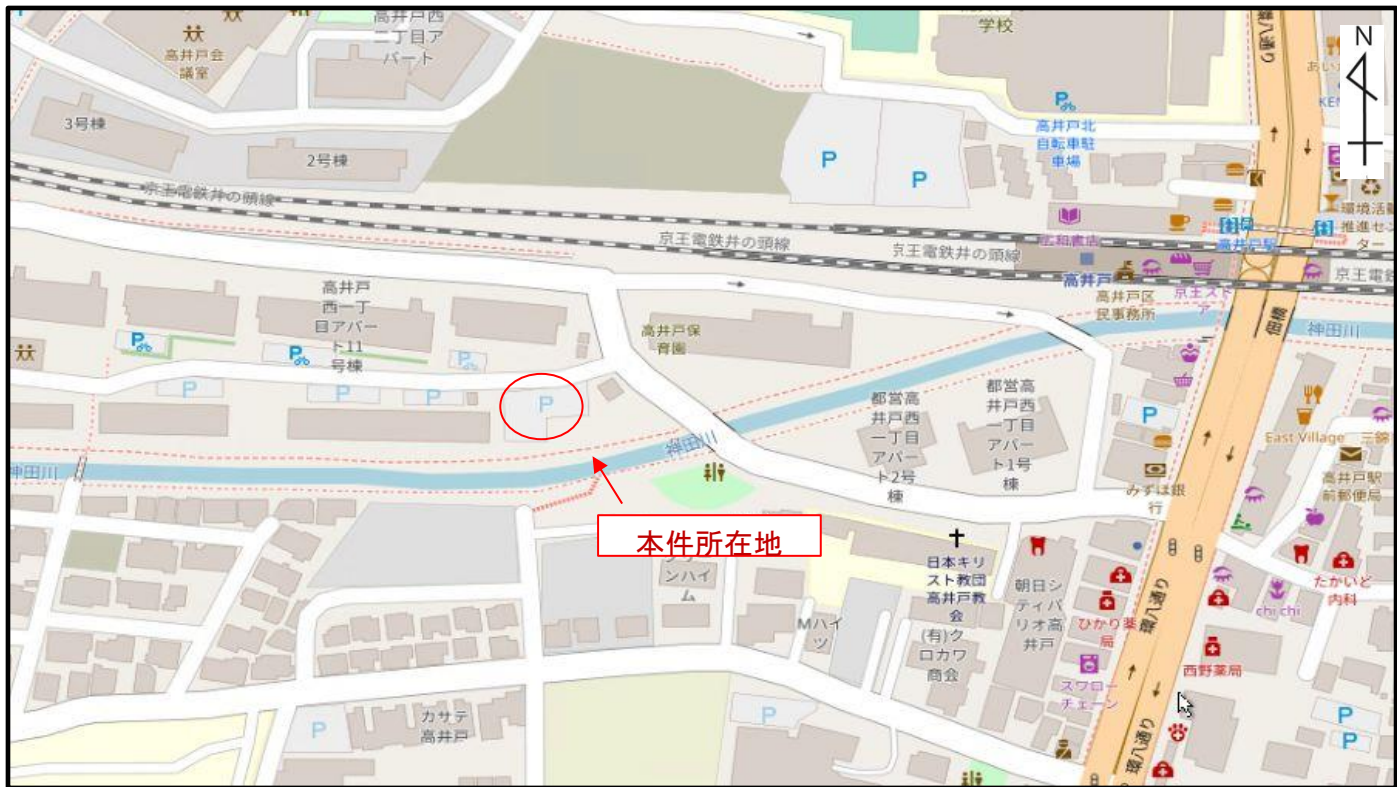 高井戸西
二丁目ア
パート
学校
環八通り
N
高井戸会
議室
3号棟
2号棟
P
P
P
高井戸北
自転車駐
車場
京王電鉄井の頭線
京王電鉄井の頭線
京王電鉄井の頭線
京王電鉄
高井戸駅
高井戸
高井戸区
民事務所
京王スト
ア
環境活動
推進セン
ター
高井戸
西一丁
目アパー
ト11
号棟
P
P
P
P
P
P
P
高井戸保
育園
佃橋
神田川
神田川
神田川
本件所在地
都営高
井戸西
一丁目
アパー
ト2号
棟
都営高
井戸西
一丁目
アパー
ト1号
棟
P
みずほ銀
行
East Village
三鶴
高井戸駅
前郵便局
たかいど
内科
chi chi
日本キリ
スト教団
高井戸教
会
(有)ク
ロカワ
商会
朝日シ
ティパ
リオ高
井戸
ひかり薬
局
環八通り
西野薬局
スワロー
チェーン
Mハイ
ツ
ンハイ
ム
カサデ
高井戸
P
P
P
P
環八通り